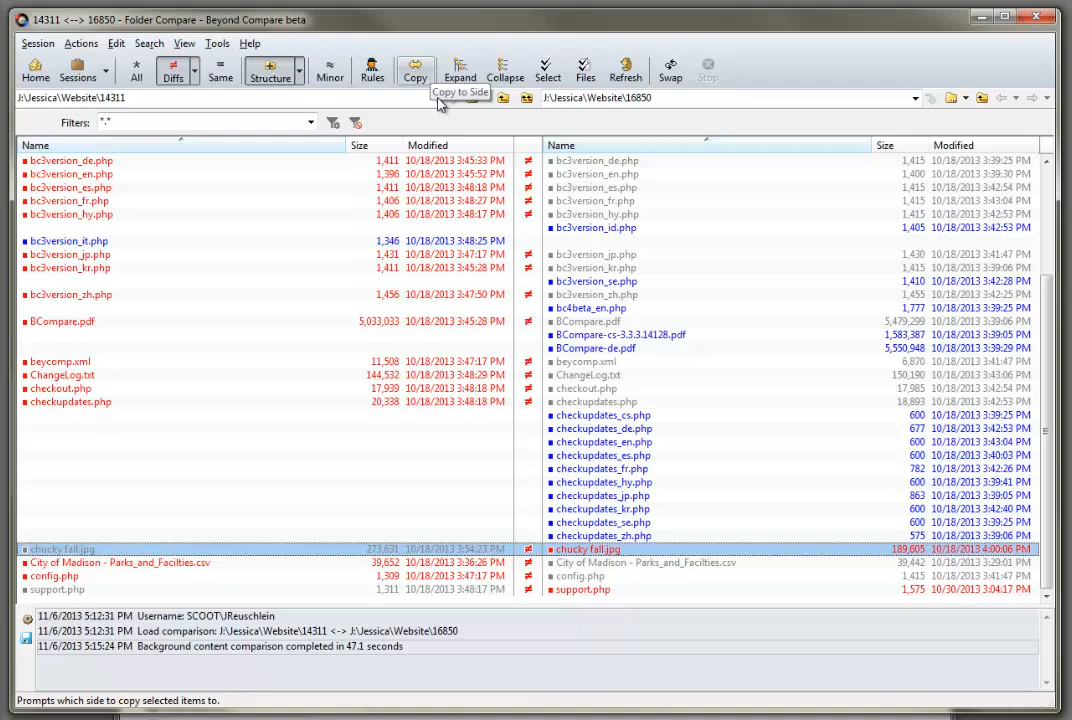 14311 <--> 16850 - Folder Compare - Beyond Compare beta
Session Actions Edit Search View Tools Help
Home Sessions All Diffs Same Structure Minor Rules Copy Expand Collapse Select Files Refresh Swap Stop
J:\Jessica\Website\14311 Copy to Side J:\Jessica\Website\16850
Filters: *.*
Name Size Modified Name Size Modified
bc3version_de.php 1,411 10/18/2013 3:45:33 PM bc3version_de.php 1,415 10/18/2013 3:39:25 PM
bc3version_en.php 1,396 10/18/2013 3:45:52 PM bc3version_en.php 1,400 10/18/2013 3:39:30 PM
bc3version_es.php 1,411 10/18/2013 3:48:18 PM bc3version_es.php 1,415 10/18/2013 3:42:54 PM
bc3version_fr.php 1,406 10/18/2013 3:48:27 PM bc3version_fr.php 1,415 10/18/2013 3:43:04 PM
bc3version_hy.php 1,406 10/18/2013 3:48:17 PM bc3version_hy.php 1,415 10/18/2013 3:42:53 PM
bc3version_id.php 1,405 10/18/2013 3:42:53 PM
bc3version_it.php 1,346 10/18/2013 3:48:25 PM
bc3version_jp.php 1,431 10/18/2013 3:47:17 PM bc3version_jp.php 1,430 10/18/2013 3:41:47 PM
bc3version_kr.php 1,411 10/18/2013 3:45:28 PM bc3version_kr.php 1,415 10/18/2013 3:39:06 PM
bc3version_se.php 1,410 10/18/2013 3:42:28 PM
bc3version_zh.php 1,456 10/18/2013 3:47:50 PM bc3version_zh.php 1,455 10/18/2013 3:42:25 PM
bc4beta_en.php 1,777 10/18/2013 3:39:25 PM
BCompare.pdf 5,033,033 10/18/2013 3:45:28 PM BCompare.pdf 5,479,299 10/18/2013 3:39:06 PM
BCompare-cs-3.3.3.14128.pdf 1,583,387 10/18/2013 3:39:05 PM
BCompare-de.pdf 5,550,948 10/18/2013 3:39:29 PM
beycomp.xml 11,508 10/18/2013 3:47:17 PM beycomp.xml 6,870 10/18/2013 3:41:47 PM
ChangeLog.txt 144,532 10/18/2013 3:48:29 PM ChangeLog.txt 150,190 10/18/2013 3:43:06 PM
checkout.php 17,939 10/18/2013 3:48:18 PM checkout.php 17,985 10/18/2013 3:42:54 PM
checkupdates.php 20,338 10/18/2013 3:48:18 PM checkupdates.php 18,893 10/18/2013 3:42:53 PM
checkupdates_cs.php 600 10/18/2013 3:39:25 PM
checkupdates_de.php 677 10/18/2013 3:42:53 PM
checkupdates_en.php 600 10/18/2013 3:43:04 PM
checkupdates_es.php 600 10/18/2013 3:40:03 PM
checkupdates_fr.php 782 10/18/2013 3:42:26 PM
checkupdates_hy.php 600 10/18/2013 3:39:41 PM
checkupdates_jp.php 863 10/18/2013 3:39:05 PM
checkupdates_kr.php 600 10/18/2013 3:42:40 PM
checkupdates_se.php 600 10/18/2013 3:39:06 PM
checkupdates_zh.php 575 10/18/2013 3:39:06 PM
chucky fall.jpg 273,631 10/18/2013 3:54:23 PM chucky fall.jpg 189,605 10/18/2013 4:00:06 PM
City of Madison - Parks_and_Facilties.csv 39,652 10/18/2013 3:36:26 PM City of Madison - Parks_and_Facilties.csv 39,442 10/18/2013 3:29:01 PM
config.php 1,309 10/18/2013 3:47:17 PM config.php 1,415 10/18/2013 3:41:47 PM
support.php 1,311 10/18/2013 3:48:17 PM support.php 1,575 10/30/2013 3:04:17 PM
11/6/2013 5:12:31 PM Username: SCOOT\JReuschlein
11/6/2013 5:12:31 PM Load comparison: J:\Jessica\Website\14311 <-> J:\Jessica\Website\16850
11/6/2013 5:15:24 PM Background content comparison completed in 47.1 seconds
Prompts which side to copy selected items to.